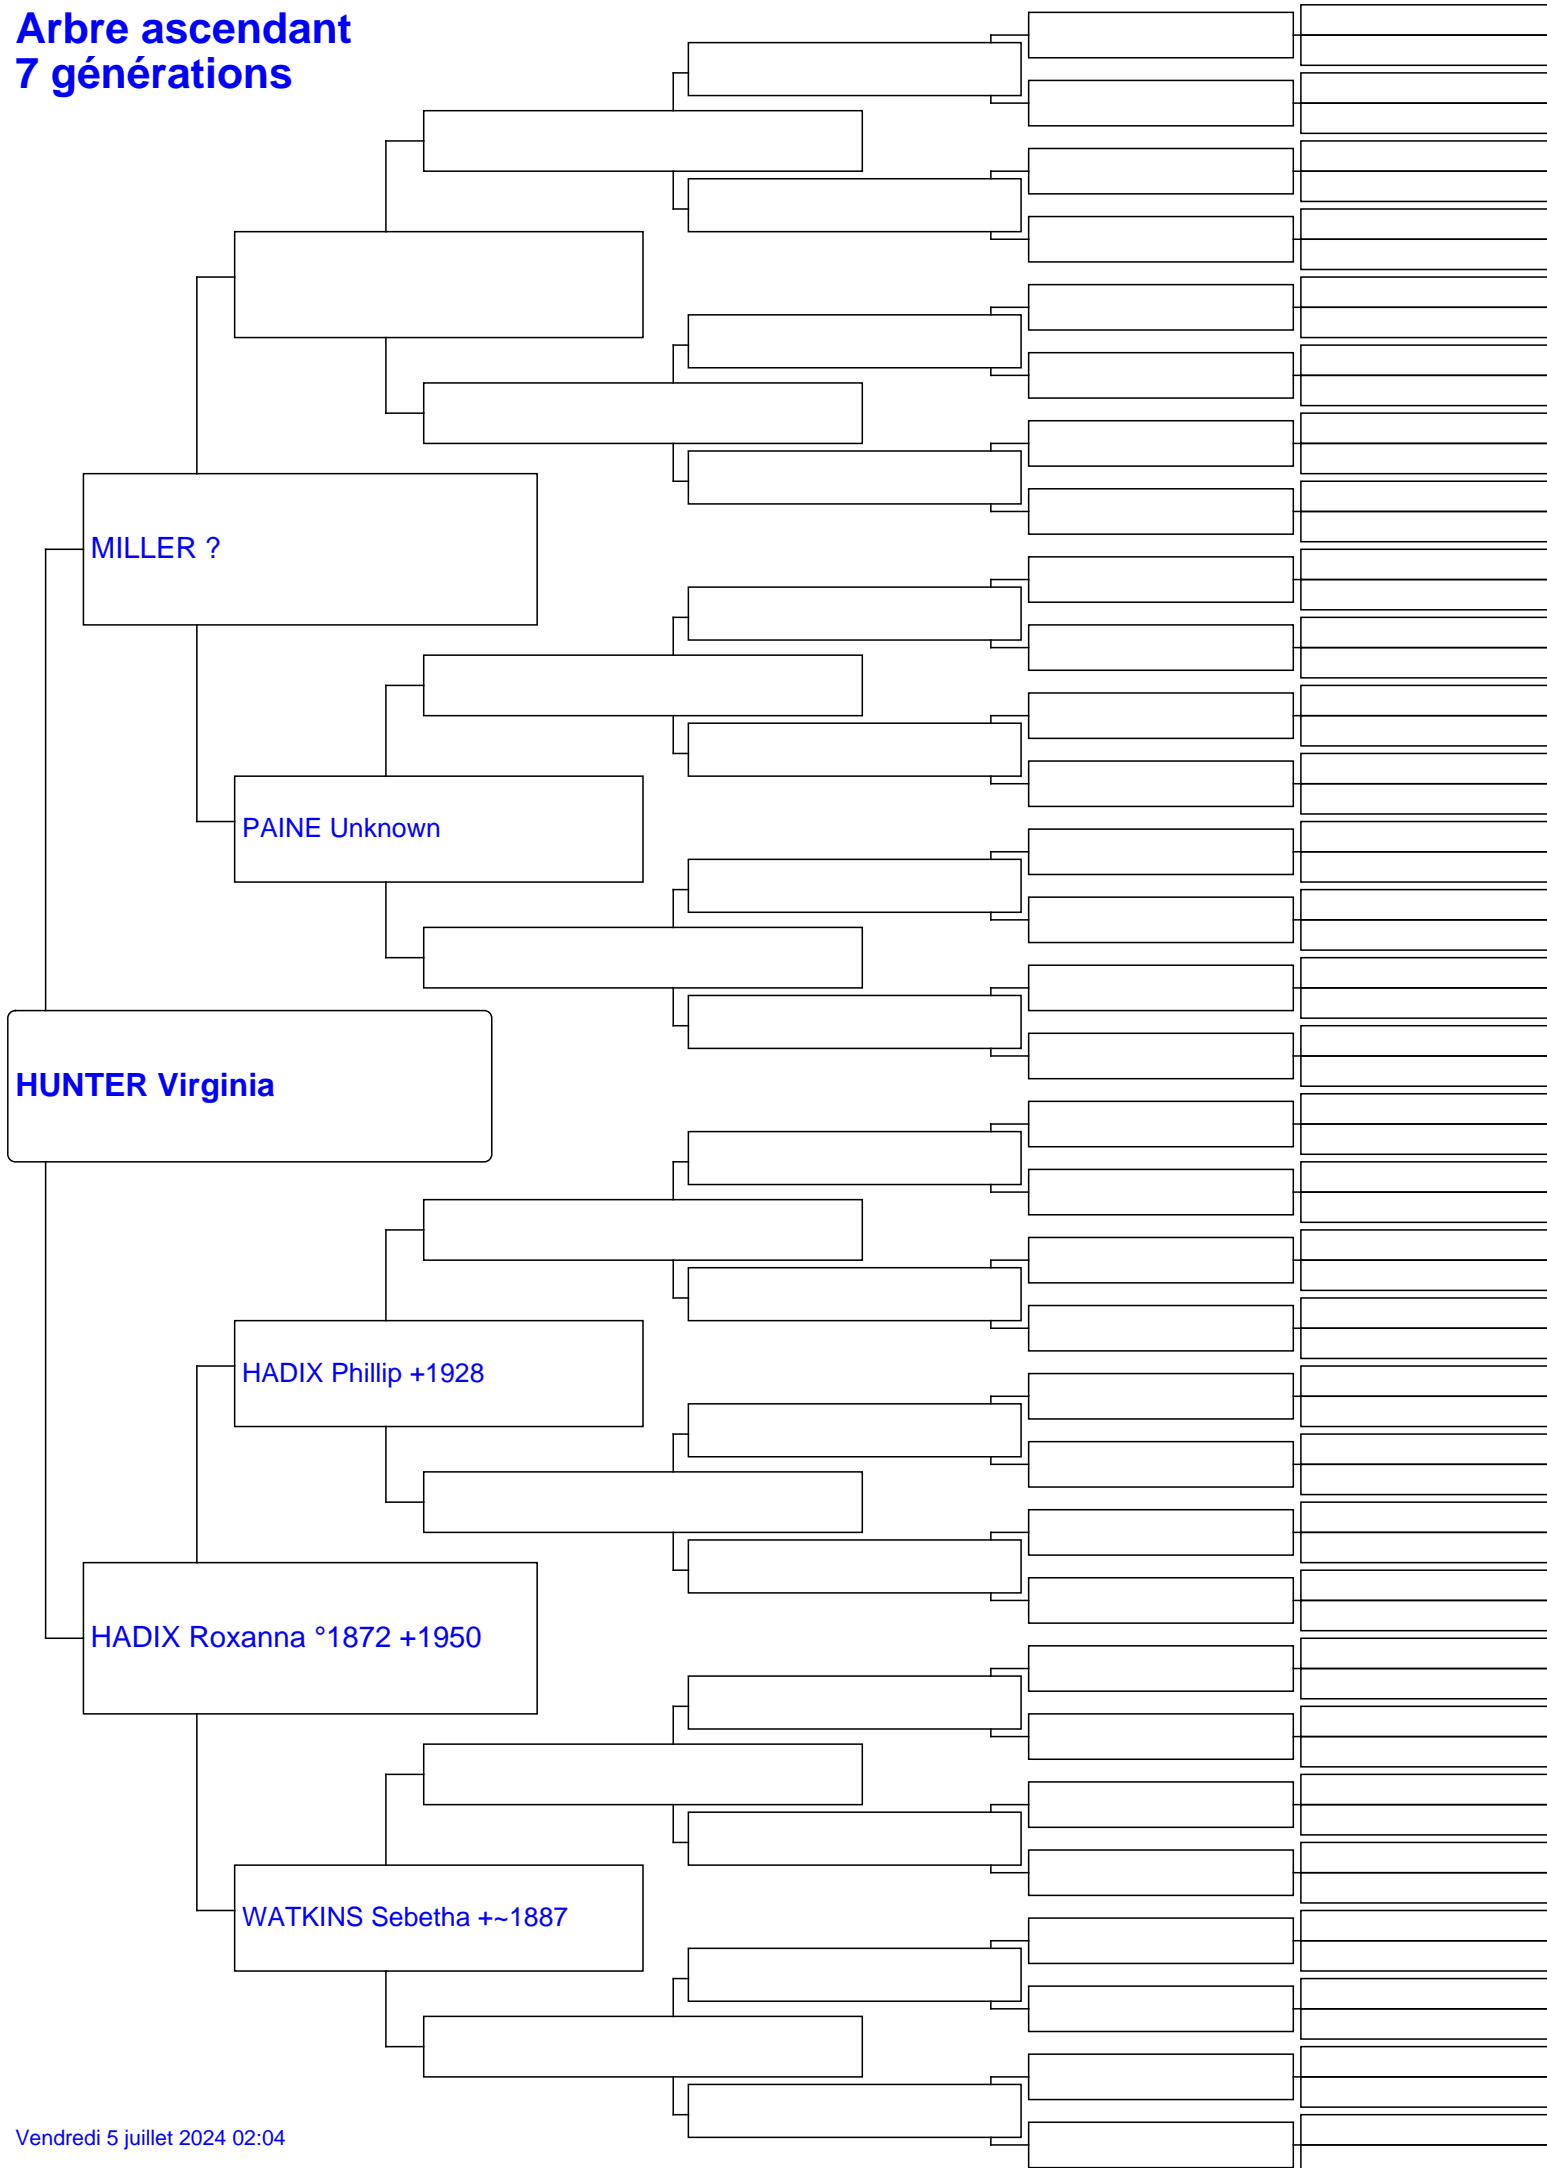 Arbre ascendant
7 générations
MILLER ?
PAINE Unknown
HUNTER Virginia
HADIX Phillip +1928
HADIX Roxanna °1872 +1950
WATKINS Sebetha +~1887
Vendredi 5 juillet 2024 02:04